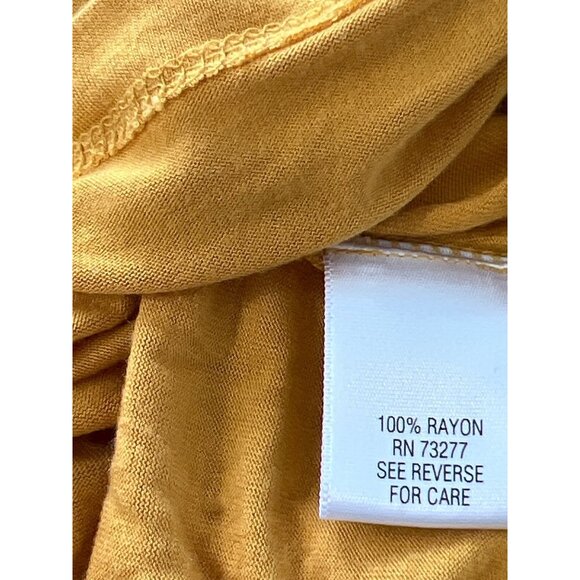 100% RAYON
RN 73277
SEE REVERSE
FOR CARE